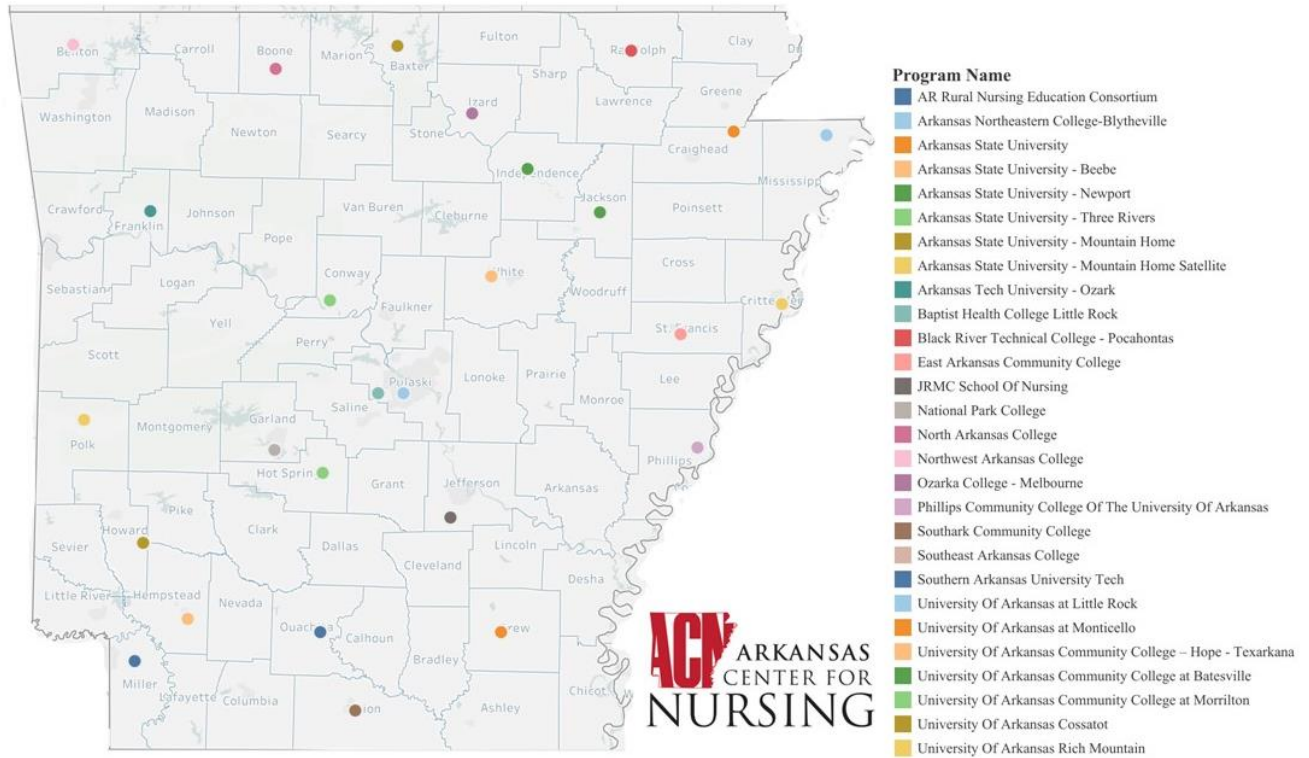 Benton
Carroll
Boone
Marion
Baxter
Fulton
Randolph
Clay
Sharp
Washington
Madison
Newton
Searcy
Stone
Izard
Lawrence
Greene
Craighead
Independence
Mississipp
Crawford
Franklin
Johnson
Van Buren
Cleburne
Jackson
Poinsett
Pope
Sebastian
Logan
Conway
Faulkner
White
Woodruff
Cross
Crittenden
Yell
Perry
St. Francis
Scott
Pulaski
Lonoke
Prairie
Lee
Saline
Monroe
Polk
Montgomery
Garland
Hot Sprin
Grant
Jefferson
Arkansas
Phillips
Pike
Howard
Sevier
Clark
Dallas
Cleveland
Lincoln
Desha
Little River
Hempstead
Nevada
Ouachita
Calhoun
Drew
Bradley
Miller
Lafayette
Columbia
Union
Ashley
Chicot
Program Name
AR Rural Nursing Education Consortium
Arkansas Northeastern College-Blytheville
Arkansas State University
Arkansas State University - Beebe
Arkansas State University - Newport
Arkansas State University - Three Rivers
Arkansas State University - Mountain Home
Arkansas State University - Mountain Home Satellite
Arkansas Tech University - Ozark
Baptist Health College Little Rock
Black River Technical College - Pocahontas
East Arkansas Community College
JRMC School Of Nursing
National Park College
North Arkansas College
Northwest Arkansas College
Ozarka College - Melbourne
Phillips Community College Of The University Of Arkansas
Southark Community College
Southeast Arkansas College
Southern Arkansas University Tech
University Of Arkansas at Little Rock
University Of Arkansas at Monticello
University Of Arkansas Community College – Hope - Texarkana
University Of Arkansas Community College at Batesville
University Of Arkansas Community College at Morrilton
University Of Arkansas Cossatot
University Of Arkansas Rich Mountain
ACN
ARKANSAS
CENTER FOR
NURSING